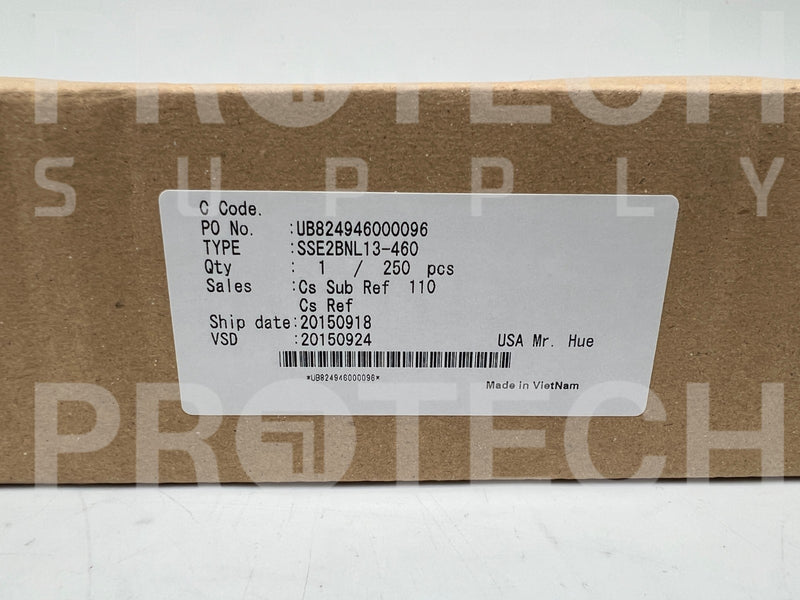 PROTECH
SUPPLY
C Code.
PO No. :UB824946000096
TYPE :SSE2BNL13-460
Qty : 1 / 250 pcs
Sales :Cs Sub Ref 110
Cs Ref
Ship date:20150918
VSD :20150924 USA Mr. Hue
*UB824946000096*
Made in VietNam
PROTECH